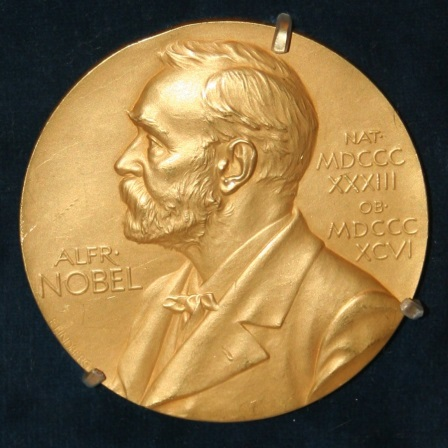 ALFR·
NOBEL
NAT·
MDCCC
XXXIII
OB·
MDCCC
XCVI